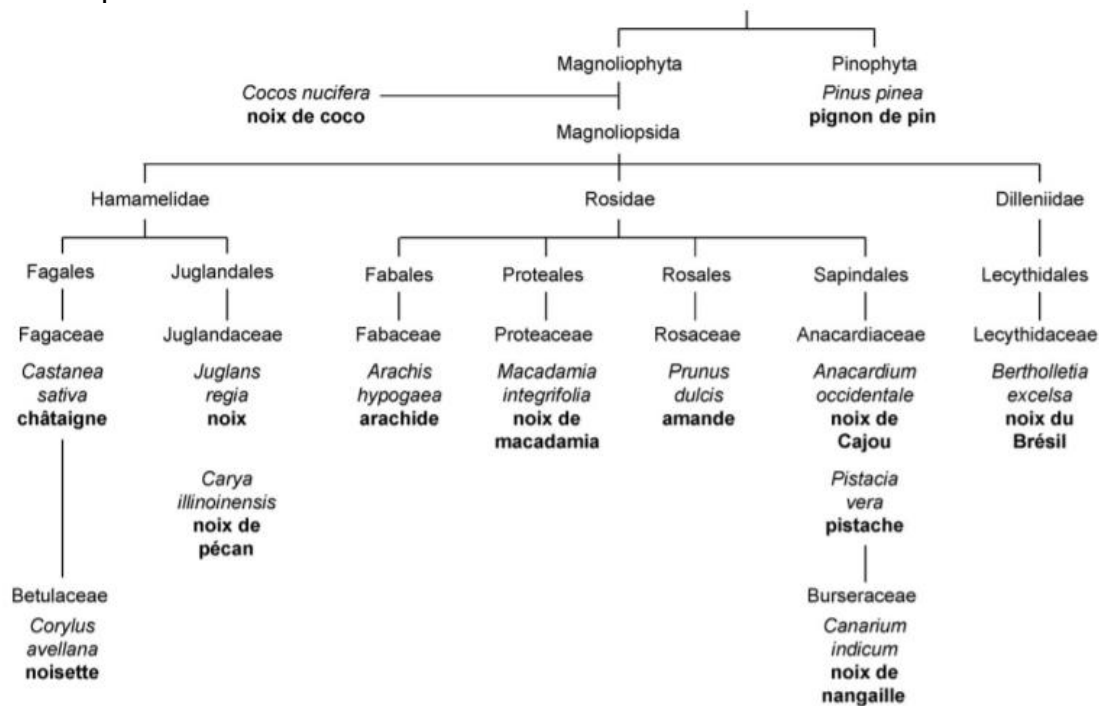 Magnoliophyta Pinophyta
Cocos nucifera Pinus pinea
noix de coco pignon de pin
Magnoliopsida
Hamamelidae Rosidae Dilleniidae
Fagales Juglandales Fabales Proteales Rosales Sapindales Lecythidales
Fagaceae Juglandaceae Fabaceae Proteaceae Rosaceae Anacardiaceae Lecythidaceae
Castanea Juglans Arachis Macadamia Prunus Anacardium Bertholletia
sativa regia hypogaea integrifolia dulcis occidentale excelsa
châtaigne noix arachide noix de amande noix de noix du
macadamia Cajou Brésil
Carya Pistacia
illinoinensis vera
noix de pistache
pécan
Betulaceae Burseraceae
Corylus Canarium
avellana indicum
noisette noix de
nangaille